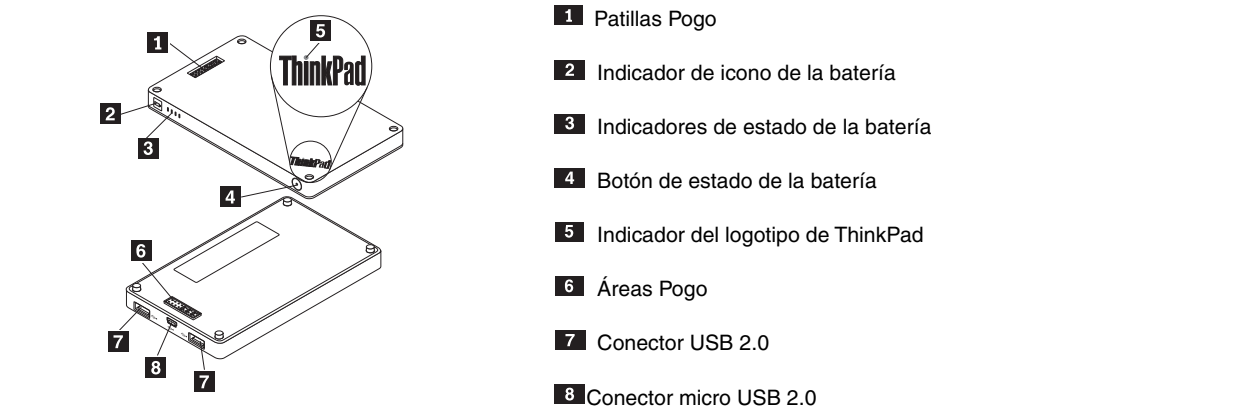 1 Patillas Pogo
2 Indicador de icono de la batería
3 Indicadores de estado de la batería
4 Botón de estado de la batería
5 Indicador del logotipo de ThinkPad
6 Áreas Pogo
7 Conector USB 2.0
8 Conector micro USB 2.0
5
1
ThinkPad
2
3
ThinkPad
4
6
7
8
7